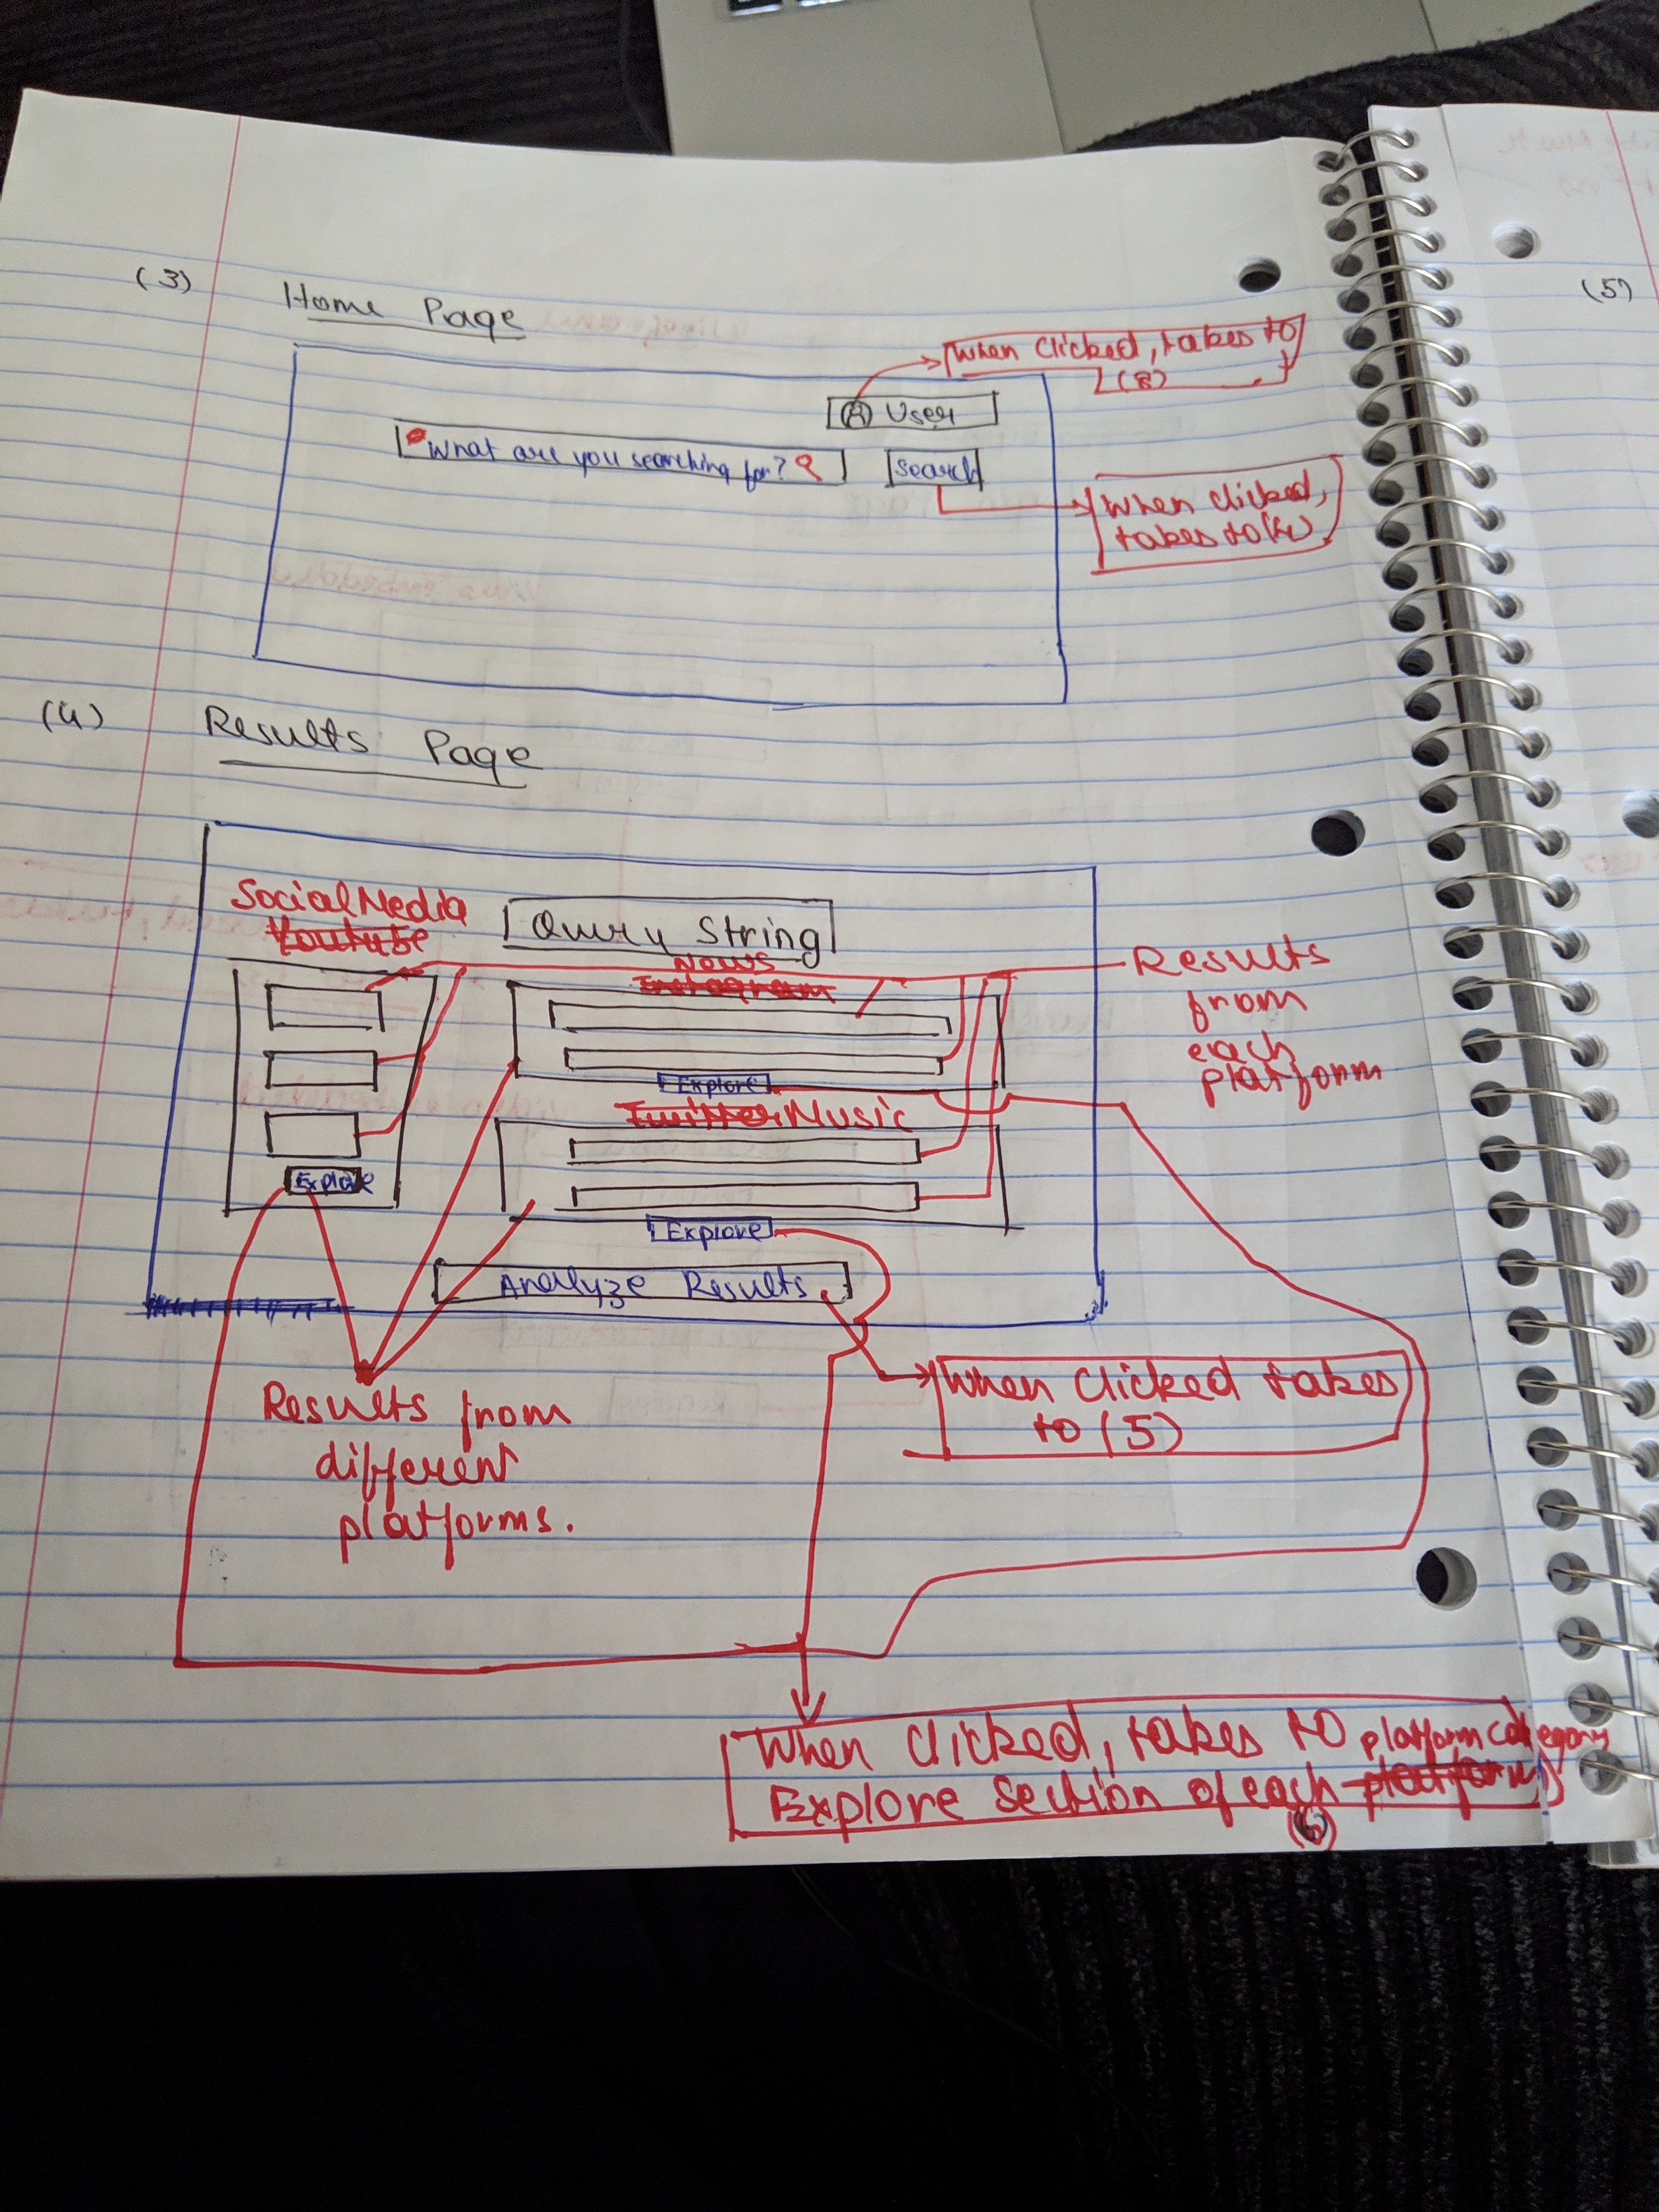 (3) Home Page
When clicked, takes to
(8)
User
What are you searching for?
Search
When clicked,
takes to (4)
(5)
(4) Results Page
Social Media
Youtube
Query String
News
Instagram
Results
from
each
platform
Explore
Twitter Music
Explore
Explore
Analyze Results
When clicked takes
to (5)
Results from
different
platforms.
When clicked, takes to platform category
Explore section of each platform
(6)